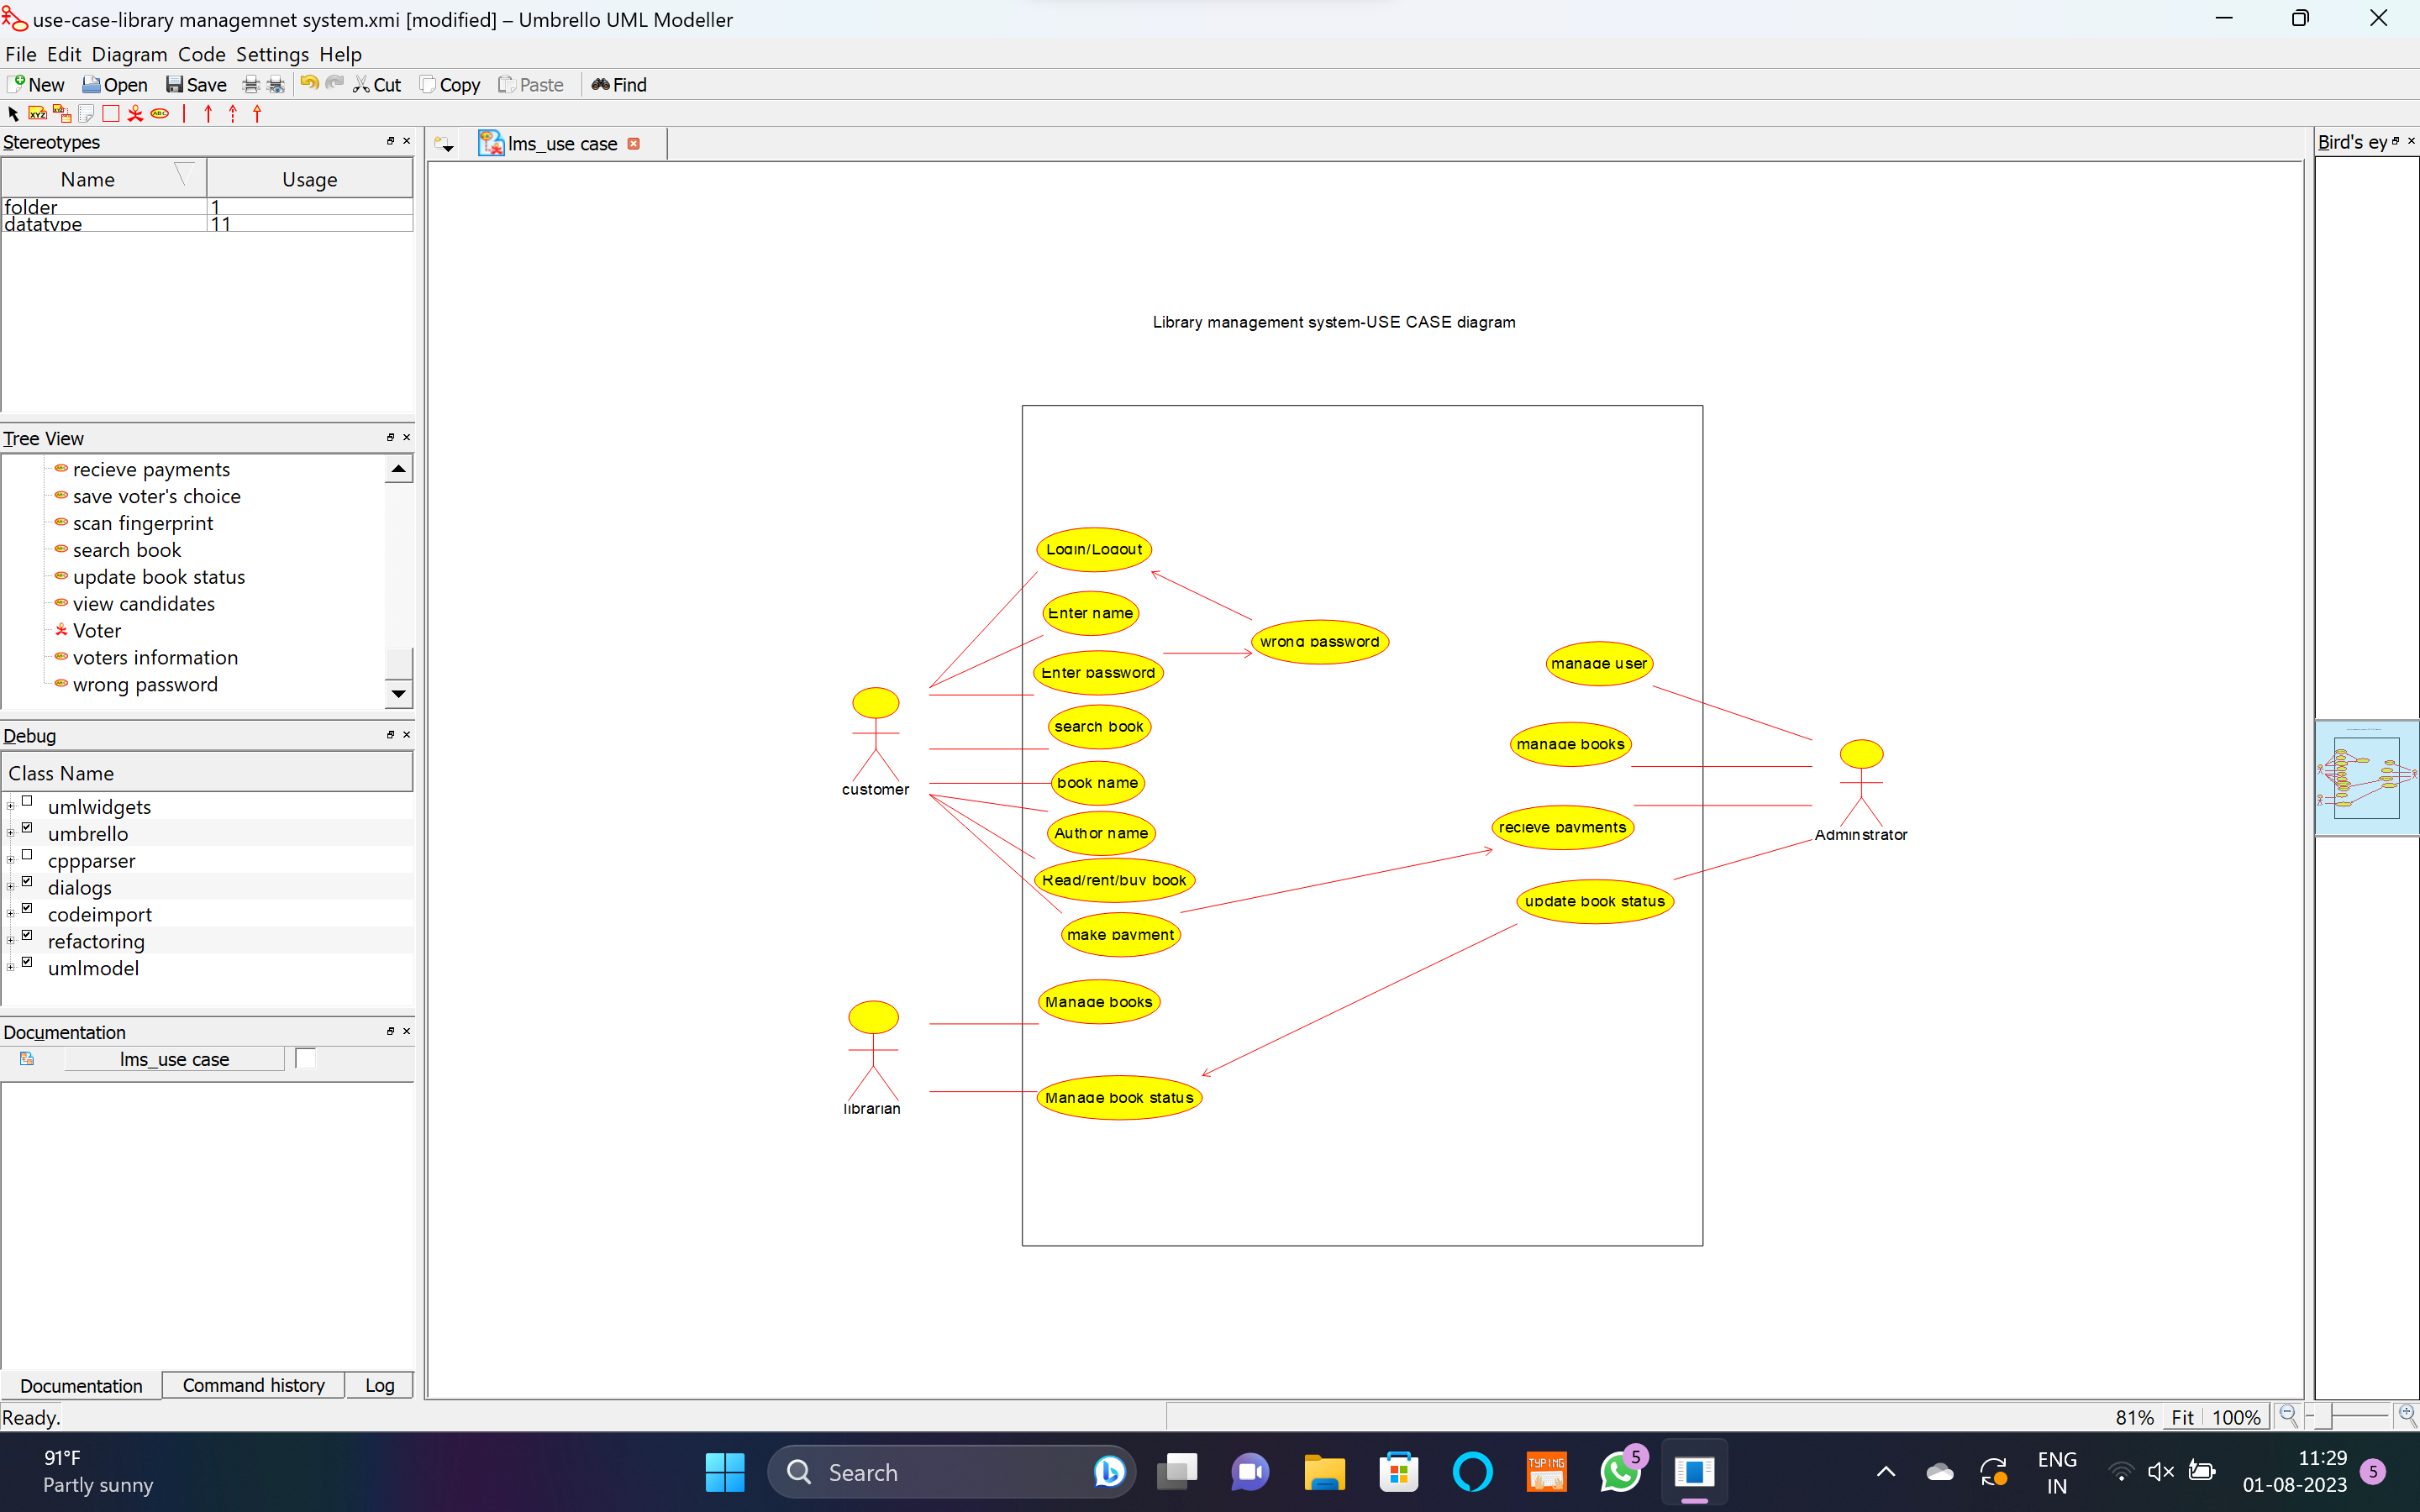 use-case-library managemnet system.xmi [modified] – Umbrello UML Modeller
File Edit Diagram Code Settings Help
New Open Save Cut Copy Paste Find
Stereotypes
Name Usage
folder 1
datatype 11
Tree View
recieve payments
save voter's choice
scan fingerprint
search book
update book status
view candidates
Voter
voters information
wrong password
Debug
Class Name
umlwidgets
umbrello
cppparser
dialogs
codeimport
refactoring
umlmodel
Documentation
lms_use case
Documentation Command history Log
Ready.
lms_use case
Library management system-USE CASE diagram
Login/Logout
Enter name
Enter password
wrong password
search book
book name
Author name
Read/rent/buy book
make payment
Manage books
Manage book status
customer
librarian
manage user
manage books
recieve payments
update book status
Adminstrator
Bird's ey
81% Fit 100%
91°F
Partly sunny
Search
TYPING
5
ENG
IN
11:29
01-08-2023
5